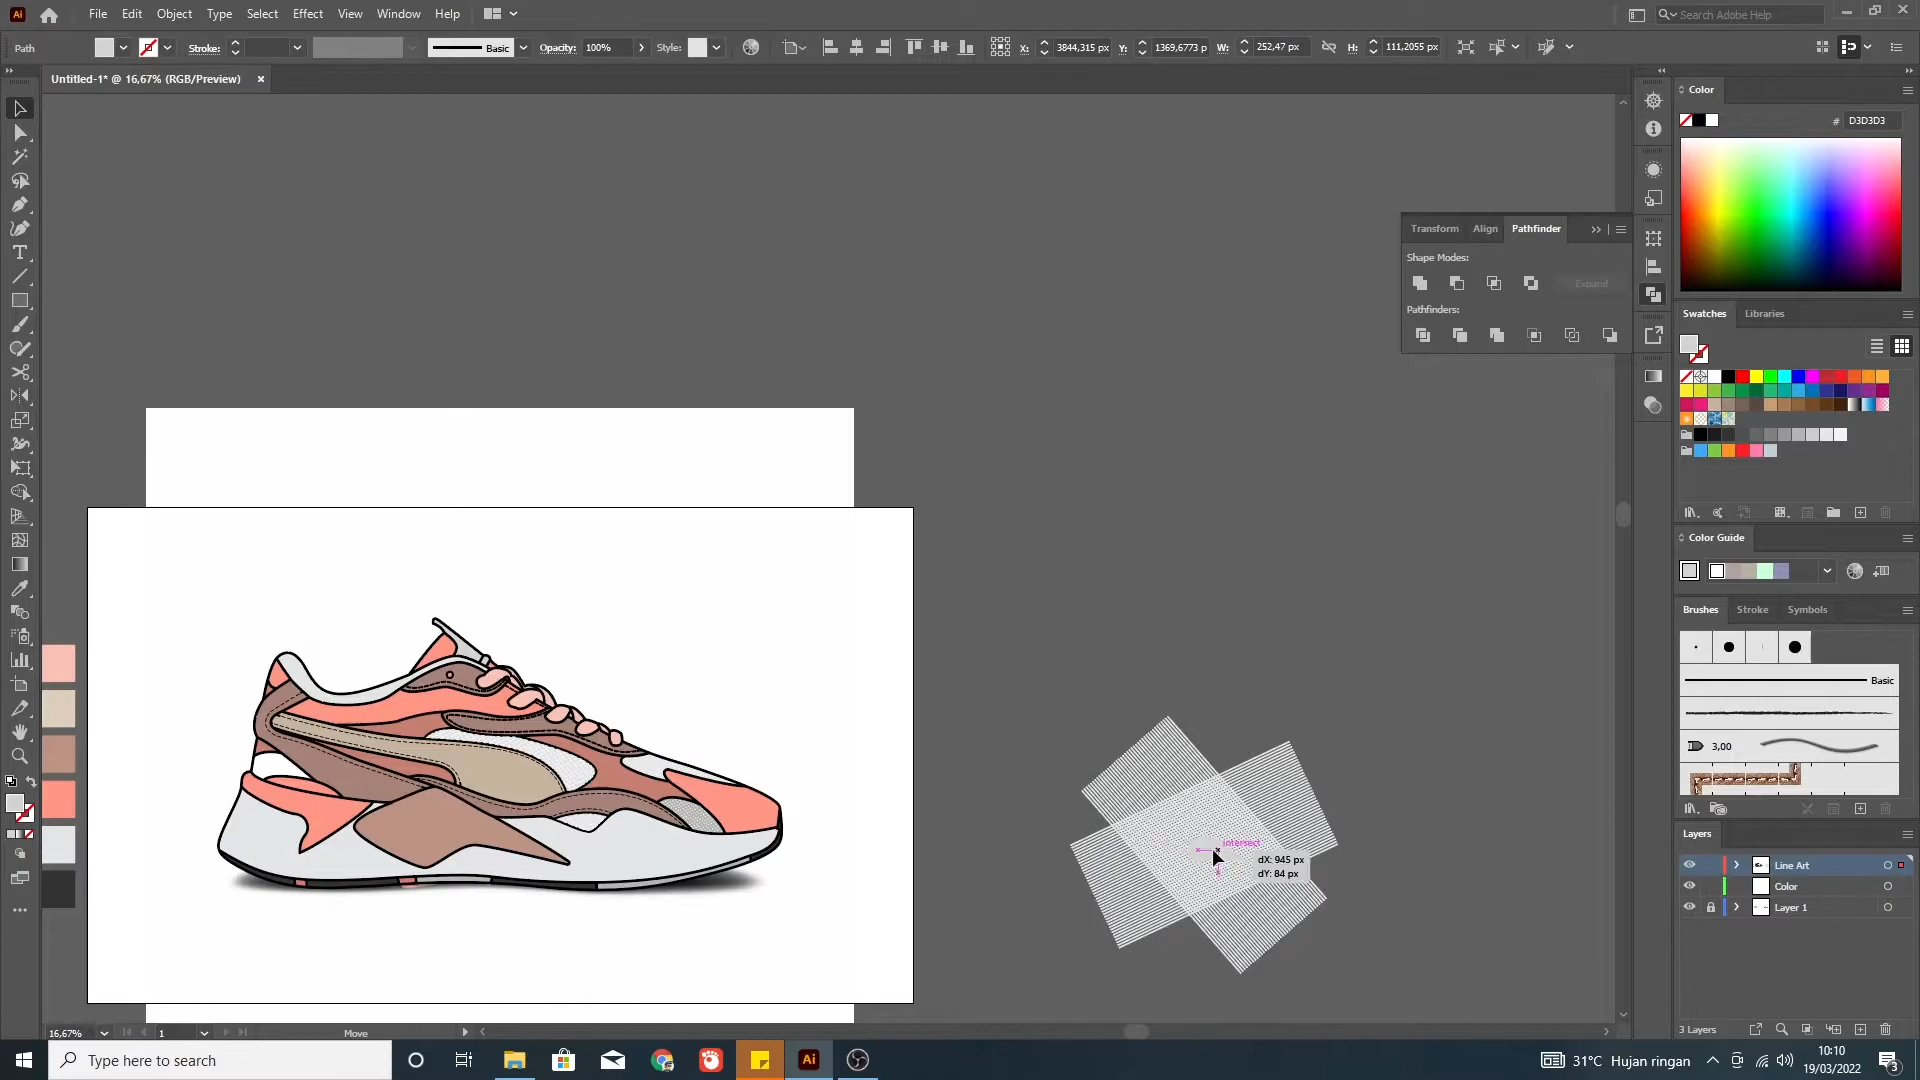 File Edit Object Type Select Effect View Window Help
Search Adobe Help
Path
Stroke:
Basic
Opacity: 100%
Style:
X: 3844,315 px
Y: 1369,6773 p
W: 252,47 px
H: 111,2055 px
Untitled-1* @ 16,67% (RGB/Preview)
Color
# D3D3D3
Transform Align Pathfinder
Shape Modes:
Expand
Pathfinders:
Swatches Libraries
Color Guide
Brushes Stroke Symbols
Basic
3,00
intersect
dX: 945 px
dY: 84 px
Layers
Line Art
Color
Layer 1
3 Layers
16,67%
1
Move
Type here to search
Ai
31°C Hujan ringan
10:10
19/03/2022
3